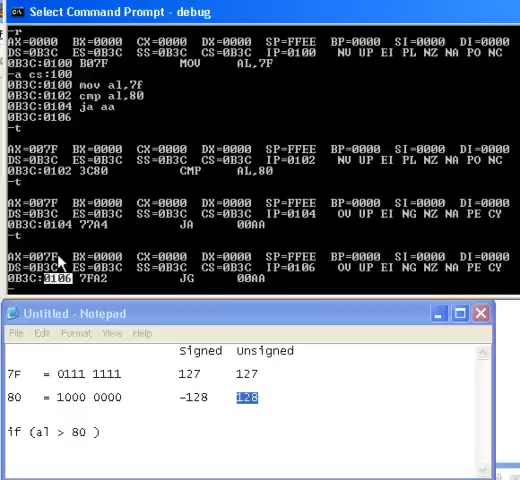 Select Command Prompt - debug
-r
AX=0000 BX=0000 CX=0000 DX=0000 SP=FFEE BP=0000 SI=0000 DI=0000
DS=0B3C ES=0B3C SS=0B3C CS=0B3C IP=0100 NV UP EI PL NZ NA PO NC
0B3C:0100 B07F MOV AL,7F
-a cs:100
0B3C:0100 mov al,7f
0B3C:0102 cmp al,80
0B3C:0104 ja aa
0B3C:0106
-t
AX=007F BX=0000 CX=0000 DX=0000 SP=FFEE BP=0000 SI=0000 DI=0000
DS=0B3C ES=0B3C SS=0B3C CS=0B3C IP=0102 NV UP EI PL NZ NA PO NC
0B3C:0102 3C80 CMP AL,80
-t
AX=007F BX=0000 CX=0000 DX=0000 SP=FFEE BP=0000 SI=0000 DI=0000
DS=0B3C ES=0B3C SS=0B3C CS=0B3C IP=0104 OV UP EI NG NZ NA PE CY
0B3C:0104 77A4 JA 00AA
-t
AX=007F BX=0000 CX=0000 DX=0000 SP=FFEE BP=0000 SI=0000 DI=0000
DS=0B3C ES=0B3C SS=0B3C CS=0B3C IP=0106 OV UP EI NG NZ NA PE CY
0B3C:0106 7FA2 JG 00AA
-
Untitled - Notepad
File Edit Format View Help
Signed Unsigned
7F = 0111 1111 127 127
80 = 1000 0000 -128 128
if (al > 80 )